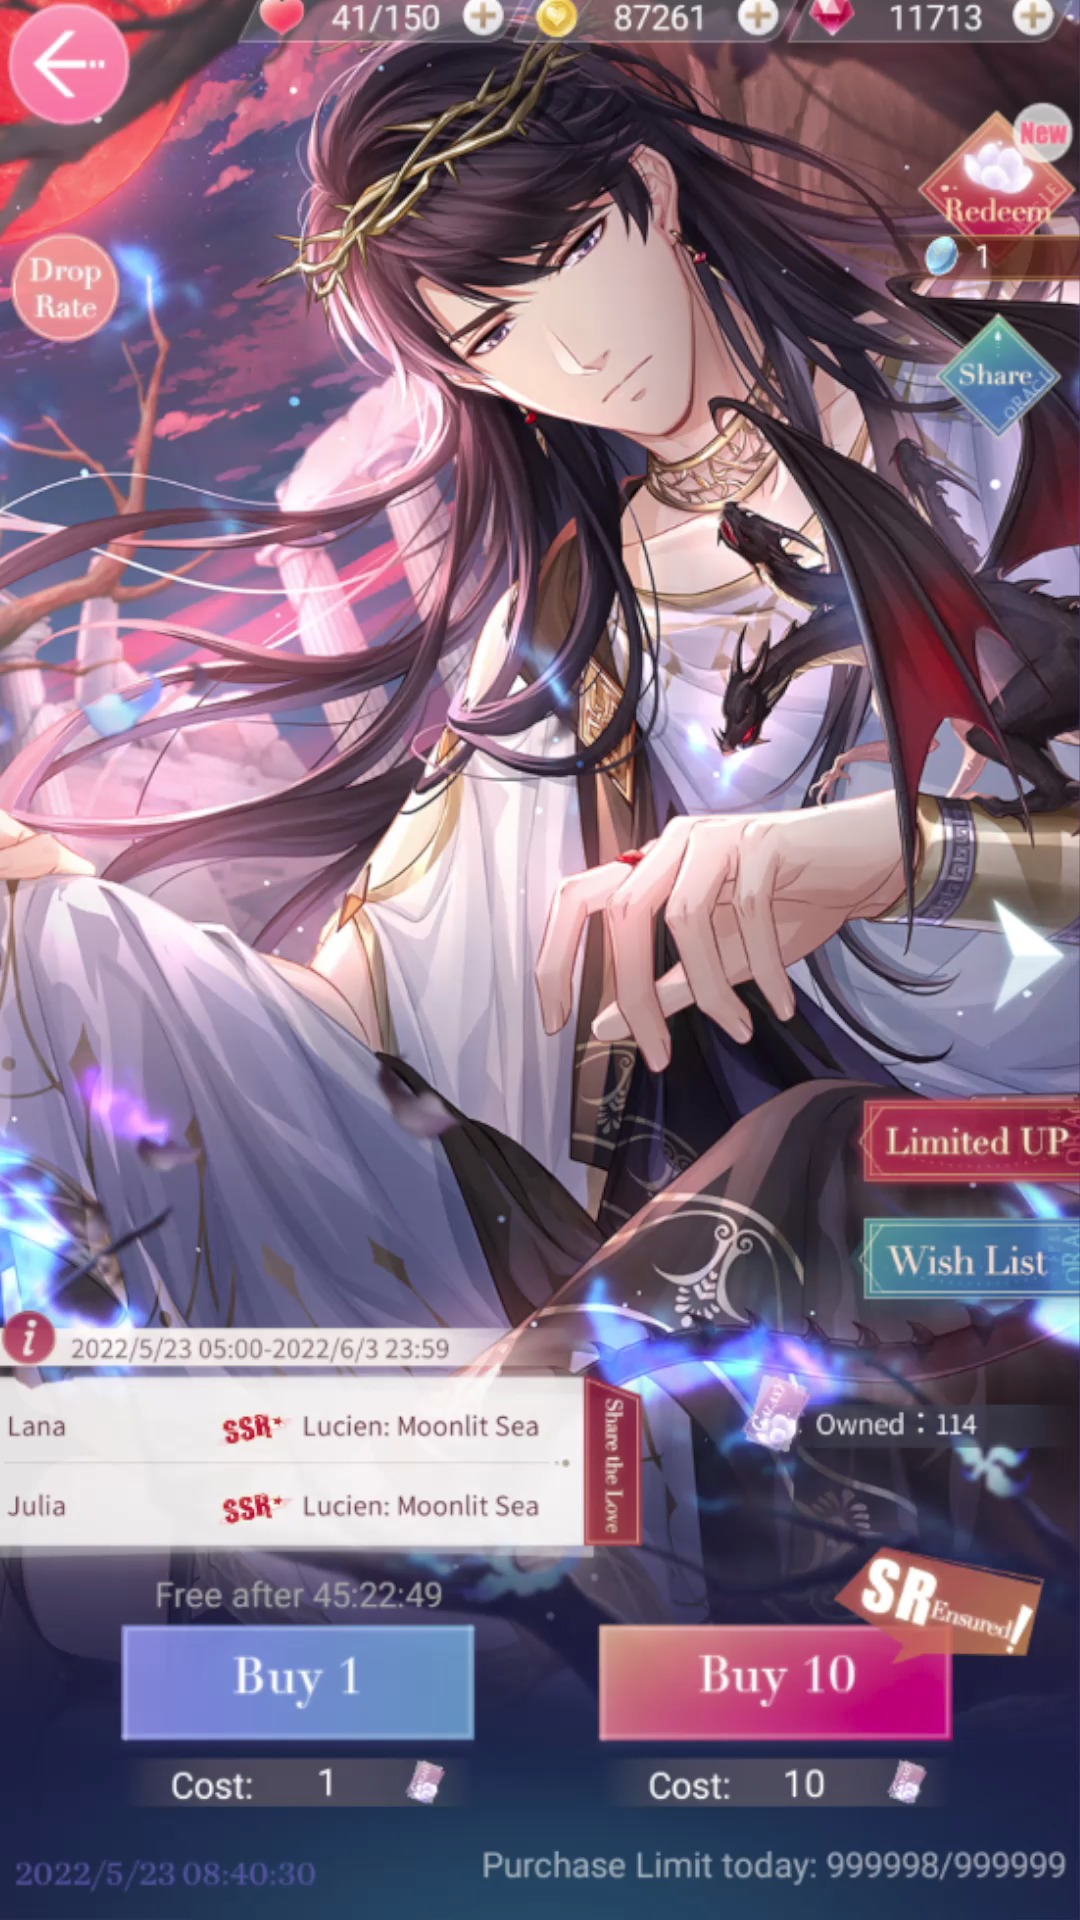 41/150
87261
11713
New
Redeem
1
Drop
Rate
Share
Limited UP
Wish List
i
2022/5/23 05:00-2022/6/3 23:59
Lana SSR Lucien: Moonlit Sea
Julia SSR Lucien: Moonlit Sea
Share the Love
GALAXY
Owned：114
Free after 45:22:49
SR Ensured!
Buy 1
Buy 10
Cost: 1
Cost: 10
2022/5/23 08:40:30
Purchase Limit today: 999998/999999